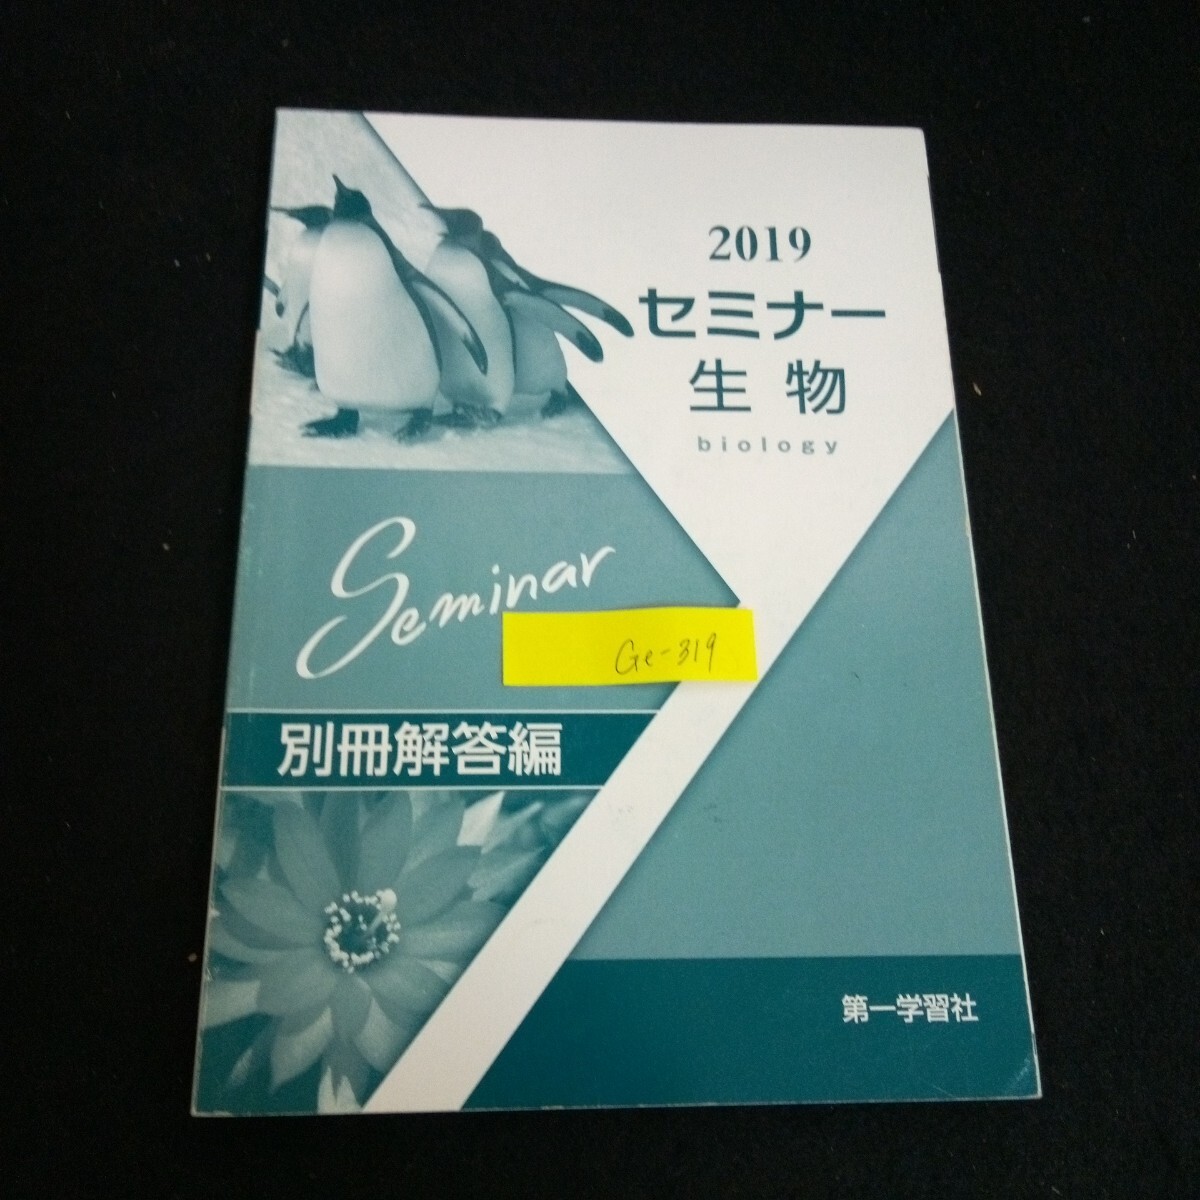 2019
セミナー
生物
biology
Seminar
Ge-319
別冊解答編
第一学習社